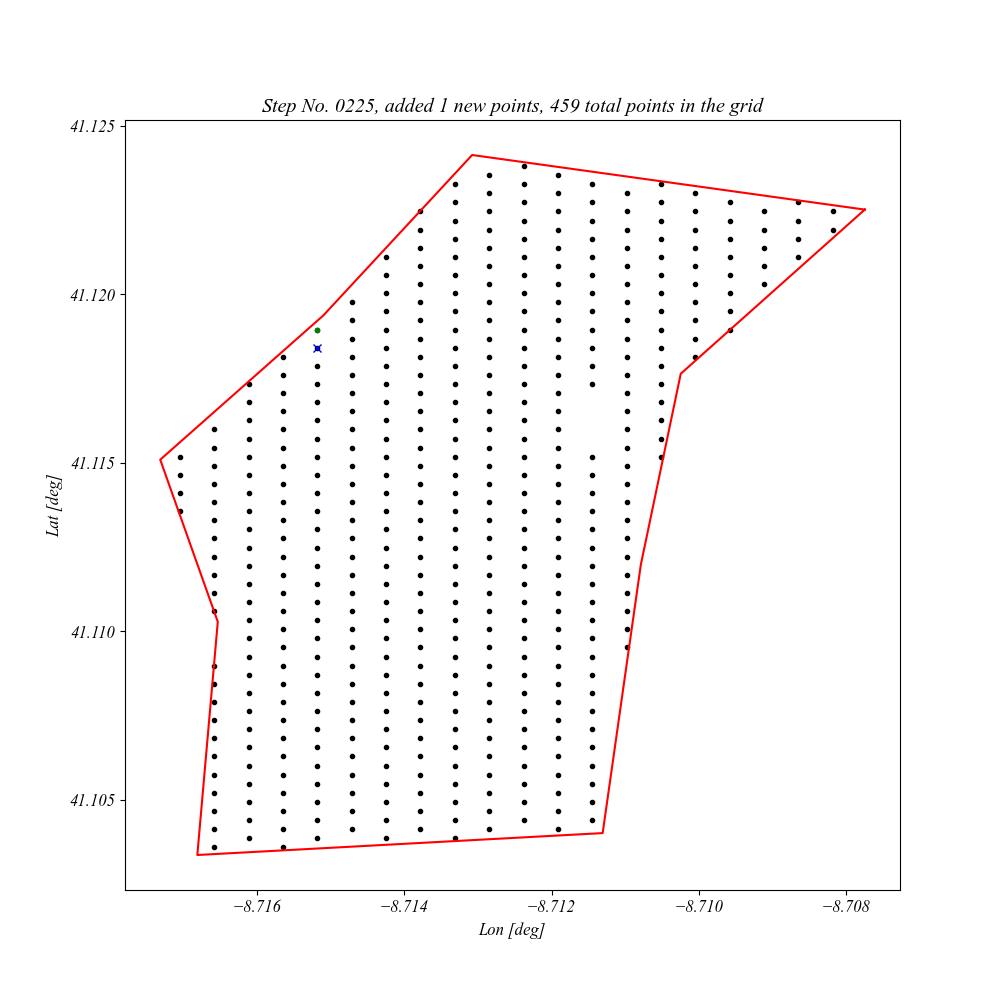 Step No. 0225, added 1 new points, 459 total points in the grid
41.125
41.120
41.115
41.110
41.105
Lat [deg]
−8.716 −8.714 −8.712 −8.710 −8.708
Lon [deg]